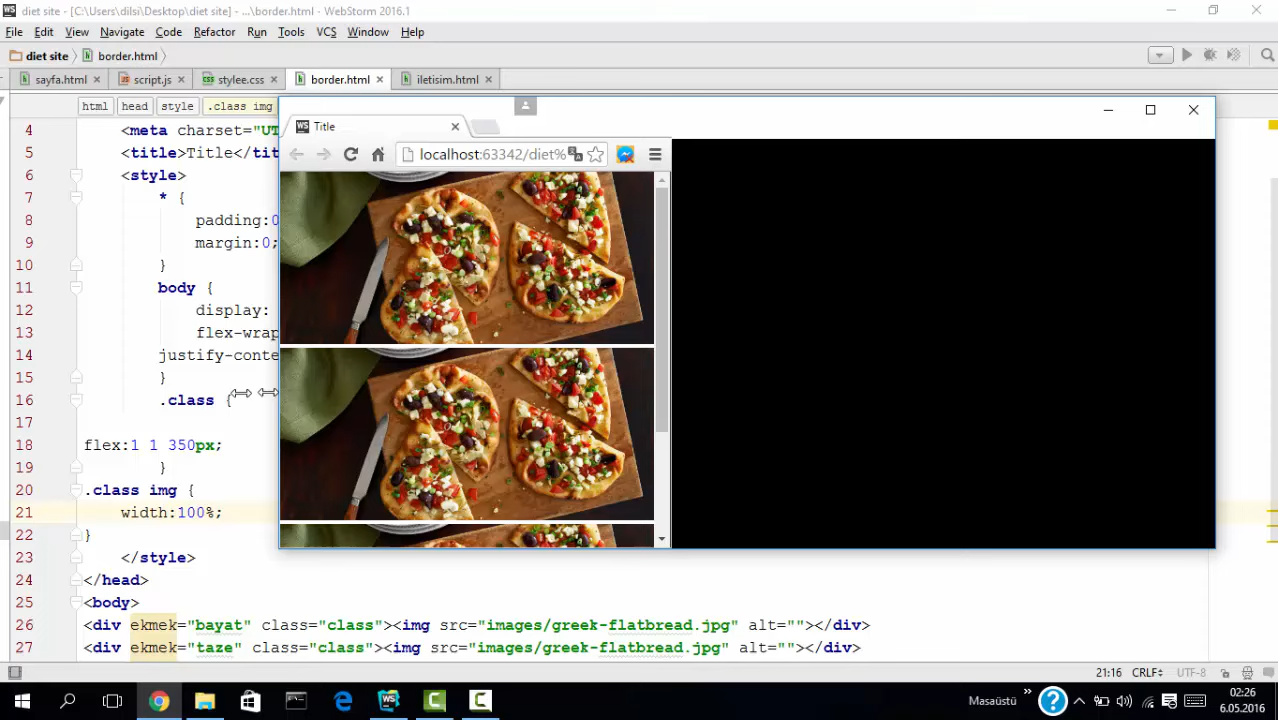 diet site - [C:\Users\dilsi\Desktop\diet site] - ...\border.html - WebStorm 2016.1
File Edit View Navigate Code Refactor Run Tools VCS Window Help
diet site border.html
sayfa.html script.js stylee.css border.html iletisim.html
html head style .class img
Title
localhost:63342/diet%
4 <meta charset="UT
5 <title>Title</tit
6 <style>
7 * {
8 padding:0
9 margin:0;
10 }
11 body {
12 display:
13 flex-wrap
14 justify-conte
15 }
16 .class {
17
18 flex:1 1 350px;
19 }
20 .class img {
21 width:100%;
22 }
23 </style>
24 </head>
25 <body>
26 <div ekmek="bayat" class="class"><img src="images/greek-flatbread.jpg" alt=""></div>
27 <div ekmek="taze" class="class"><img src="images/greek-flatbread.jpg" alt=""></div>
21:16 CRLF UTF-8
Masaüstü
02:26
6.05.2016